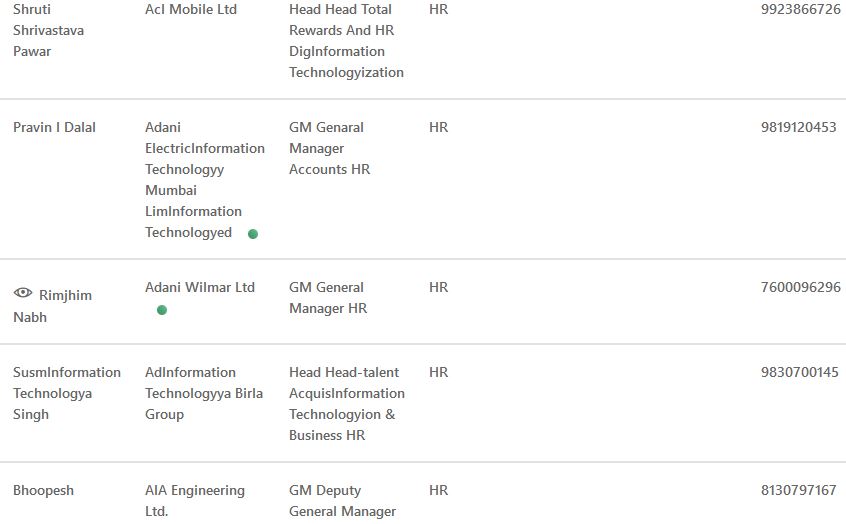 Shruti Shrivastava Pawar AcI Mobile Ltd Head Head Total Rewards And HR DigInformation Technologyization HR 9923866726
Pravin I Dalal Adani ElectricInformation Technologyy Mumbai LimInformation Technologyed GM Genaral Manager Accounts HR HR 9819120453
Rimjhim Nabh Adani Wilmar Ltd GM General Manager HR HR 7600096296
SusmInformation Technologya Singh AdInformation Technologyya Birla Group Head Head-talent AcquisInformation Technologyion & Business HR HR 9830700145
Bhoopesh AIA Engineering Ltd. GM Deputy General Manager HR 8130797167